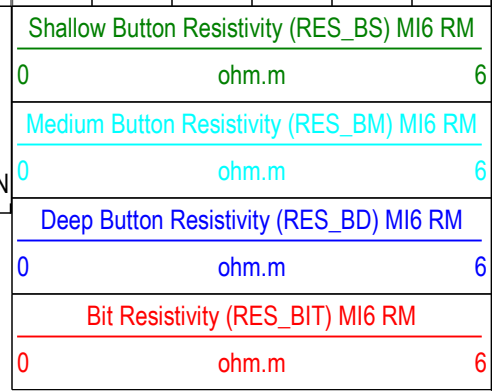 Shallow Button Resistivity (RES_BS) MI6 RM
0 ohm.m 6
Medium Button Resistivity (RES_BM) MI6 RM
N
0 ohm.m 6
Deep Button Resistivity (RES_BD) MI6 RM
0 ohm.m 6
Bit Resistivity (RES_BIT) MI6 RM
0 ohm.m 6